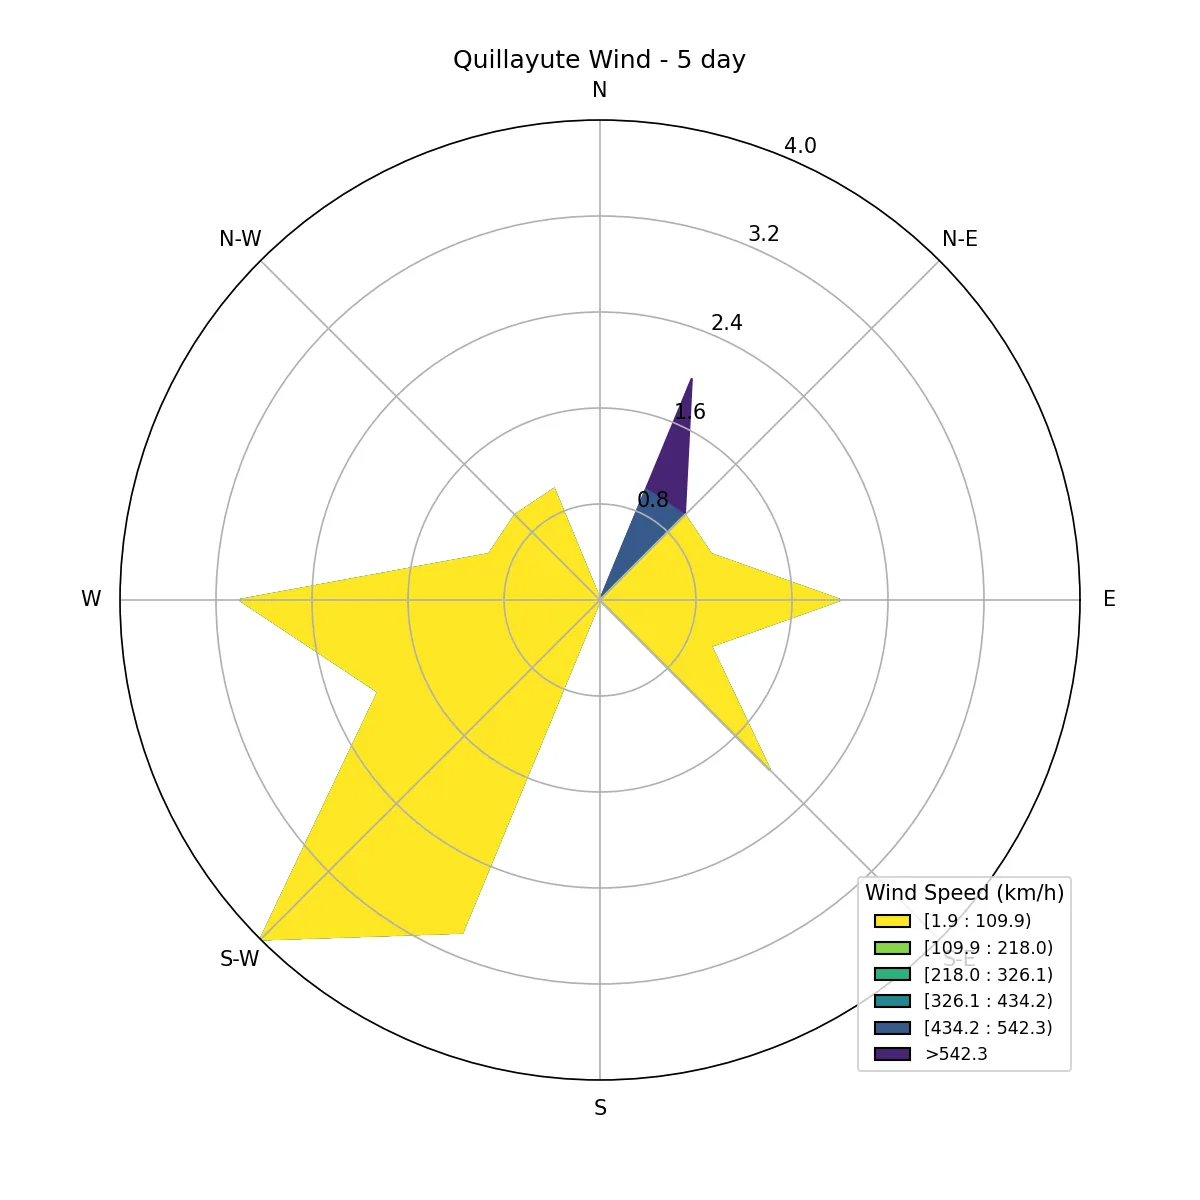 Quillayute Wind - 5 day
N
4.0
N-W
3.2
N-E
2.4
1.6
0.8
W
E
S-W
S-E
Wind Speed (km/h)
[1.9 : 109.9)
[109.9 : 218.0)
[218.0 : 326.1)
[326.1 : 434.2)
[434.2 : 542.3)
>542.3
S